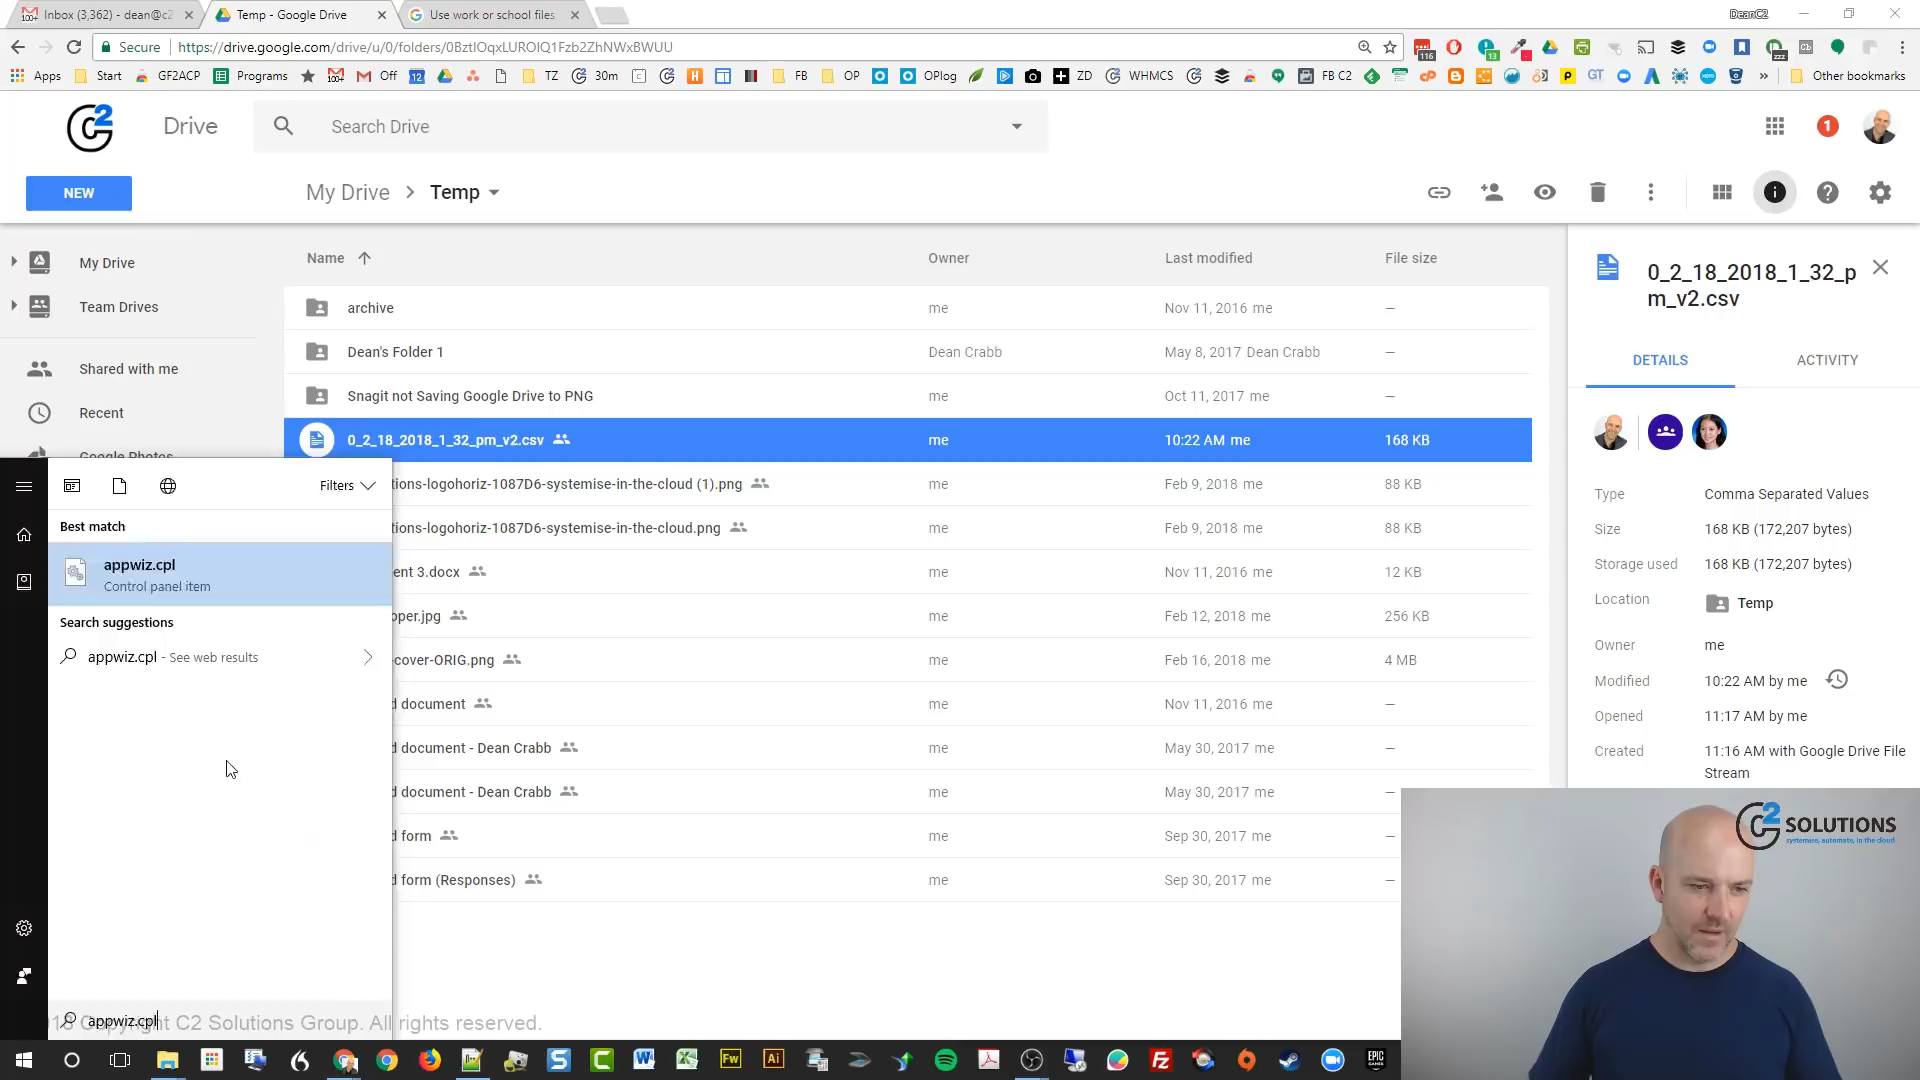 Inbox (3,362) - dean@c2
Temp - Google Drive
Use work or school files
DeanC2
Secure
https://drive.google.com/drive/u/0/folders/0BztIOqxLUROIQ1Fzb2ZhNWxBWUU
Apps Start GF2ACP Programs Off TZ 30m FB OP OPlog ZD WHMCS FB C2 Other bookmarks
Drive
Search Drive
1
NEW
My Drive > Temp
My Drive
Team Drives
Shared with me
Recent
Google Photos
Name Owner Last modified File size
archive me Nov 11, 2016 me –
Dean's Folder 1 Dean Crabb May 8, 2017 Dean Crabb –
Snagit not Saving Google Drive to PNG me Oct 11, 2017 me –
0_2_18_2018_1_32_pm_v2.csv me 10:22 AM me 168 KB
tions-logohoriz-1087D6-systemise-in-the-cloud (1).png me Feb 9, 2018 me 88 KB
tions-logohoriz-1087D6-systemise-in-the-cloud.png me Feb 9, 2018 me 88 KB
ent 3.docx me Nov 11, 2016 me 12 KB
oper.jpg me Feb 12, 2018 me 256 KB
-cover-ORIG.png me Feb 16, 2018 me 4 MB
d document me Nov 11, 2016 me –
d document - Dean Crabb me May 30, 2017 me –
d document - Dean Crabb me May 30, 2017 me –
d form me Sep 30, 2017 me –
d form (Responses) me Sep 30, 2017 me –
0_2_18_2018_1_32_p
m_v2.csv
DETAILS ACTIVITY
Type Comma Separated Values
Size 168 KB (172,207 bytes)
Storage used 168 KB (172,207 bytes)
Location Temp
Owner me
Modified 10:22 AM by me
Opened 11:17 AM by me
Created 11:16 AM with Google Drive File
Stream
Filters
Best match
appwiz.cpl
Control panel item
Search suggestions
appwiz.cpl - See web results
appwiz.cpl
Copyright C2 Solutions Group. All rights reserved.
C2 SOLUTIONS
systemise, automate, in the cloud